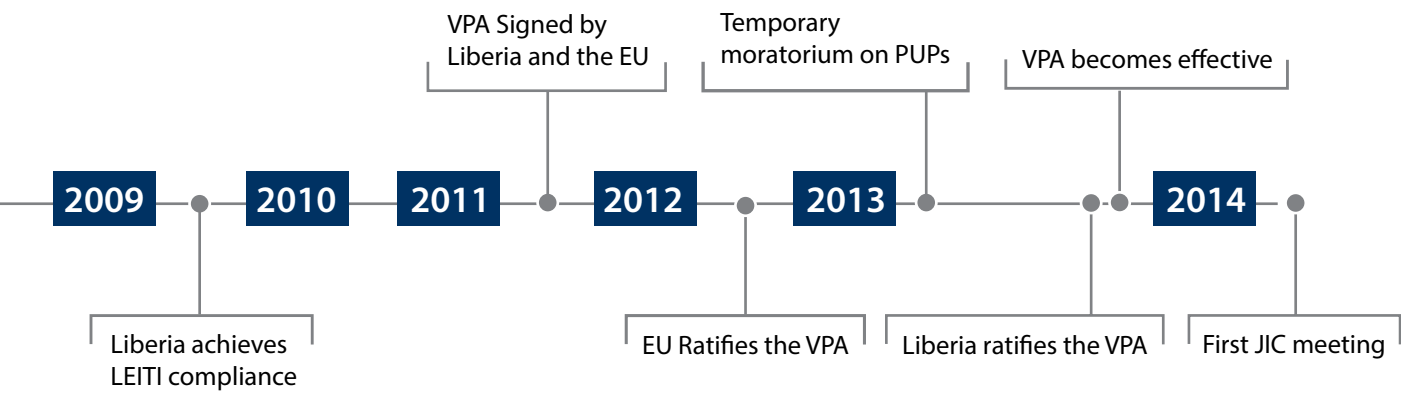 VPA Signed by
Liberia and the EU
Temporary
moratorium on PUPs
VPA becomes effective
2009
2010
2011
2012
2013
2014
Liberia achieves
LEITI compliance
EU Ratifies the VPA
Liberia ratifies the VPA
First JIC meeting